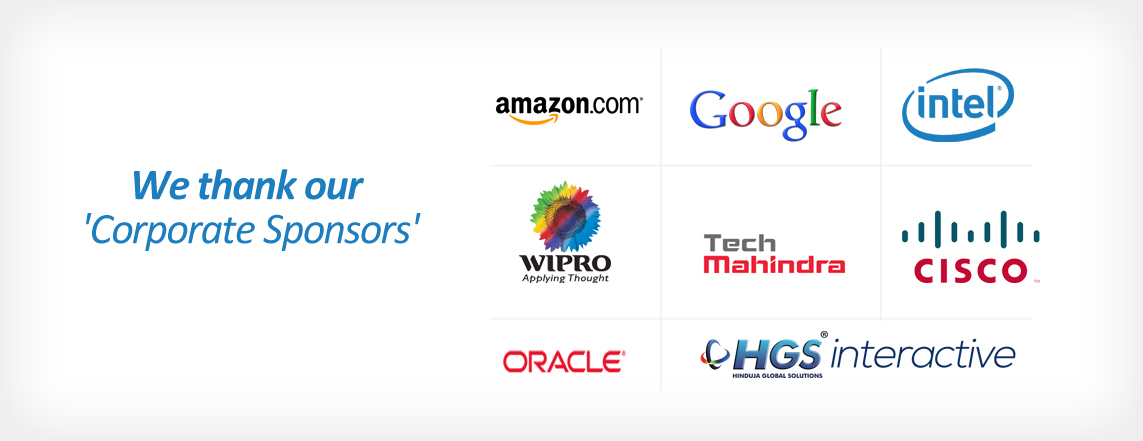 We thank our
'Corporate Sponsors'
amazon.com®
Google
intel®
WIPRO
Applying Thought
Tech
Mahindra
CISCO™
ORACLE®
HGS® interactive
HINDUJA GLOBAL SOLUTIONS